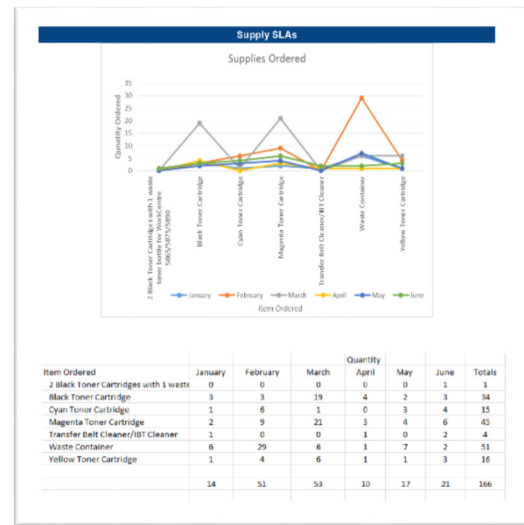 Supply SLAs
Supplies Ordered
Qunatity Ordered
35
30
25
20
15
10
5
0
2 Black Toner Cartridges with 1 waste
toner bottle for WorkCentre
5865/5875/5890
Black Toner Cartridge
Cyan Toner Cartridge
Magenta Toner Cartridge
Transfer Belt Cleaner/IBT Cleaner
Waste Container
Yellow Toner Cartridge
January February March April May June
Item Ordered
Quantity
Item Ordered January February March April May June Totals
2 Black Toner Cartridges with 1 waste 0 0 0 0 0 1 1
Black Toner Cartridge 3 3 19 4 2 3 34
Cyan Toner Cartridge 1 6 1 0 3 4 15
Magenta Toner Cartridge 2 9 21 3 4 6 45
Transfer Belt Cleaner/IBT Cleaner 1 0 0 1 0 2 4
Waste Container 6 29 6 1 7 2 51
Yellow Toner Cartridge 1 4 6 1 1 3 16
14 51 53 10 17 21 166